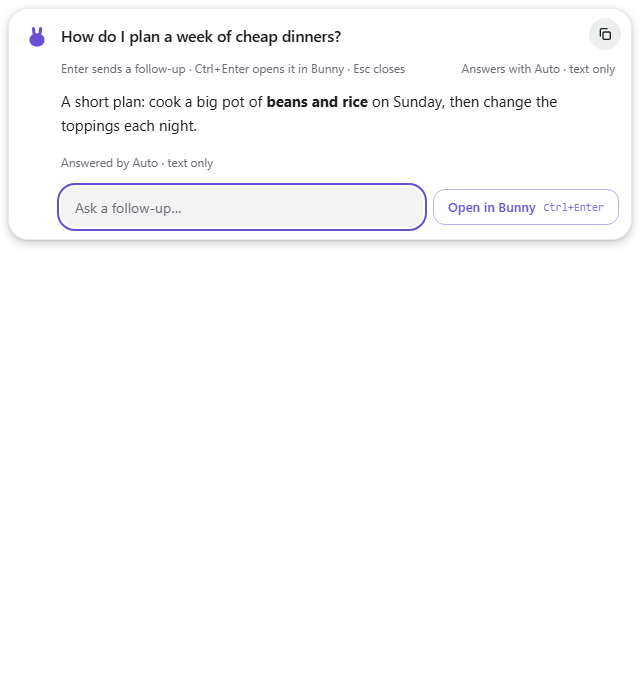 How do I plan a week of cheap dinners?
Enter sends a follow-up · Ctrl+Enter opens it in Bunny · Esc closes
Answers with Auto · text only
A short plan: cook a big pot of beans and rice on Sunday, then change the
toppings each night.
Answered by Auto · text only
Ask a follow-up...
Open in Bunny Ctrl+Enter